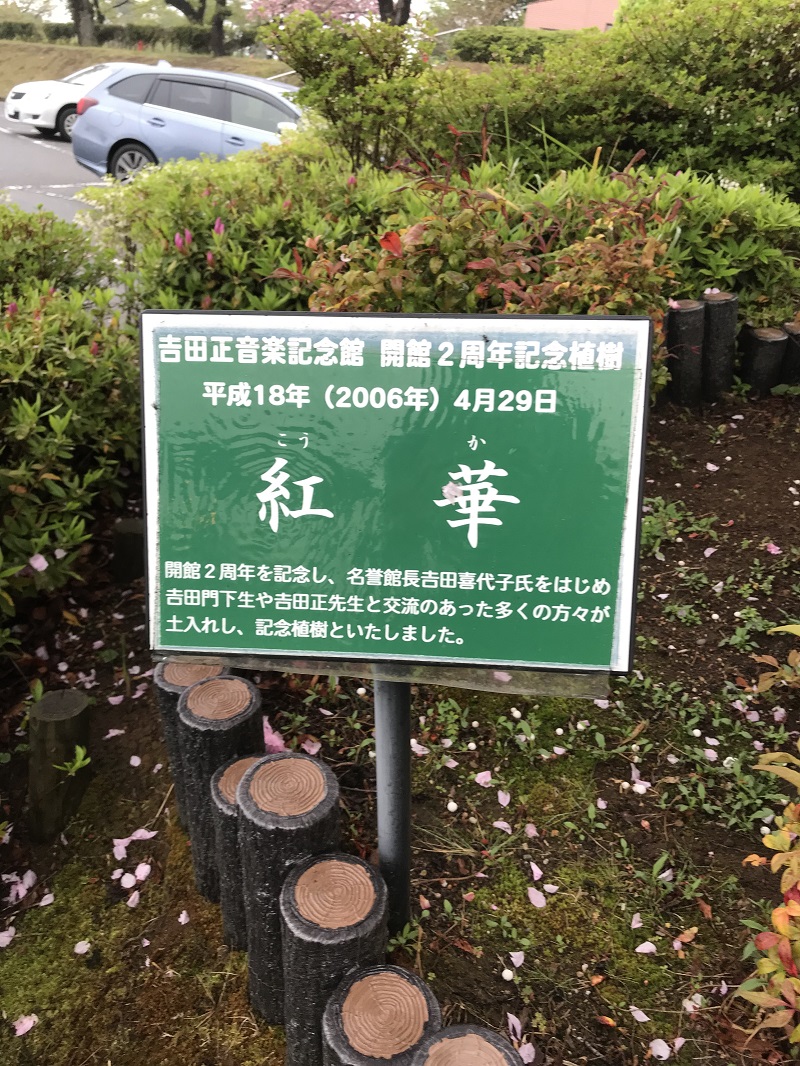 𠮷田正音楽記念館 開館２周年記念植樹
平成18年（2006年）4月29日
こう か
紅 華
開館２周年を記念し、名誉館長𠮷田喜代子氏をはじめ
𠮷田門下生や𠮷田正先生と交流のあった多くの方々が
土入れし、記念植樹といたしました。